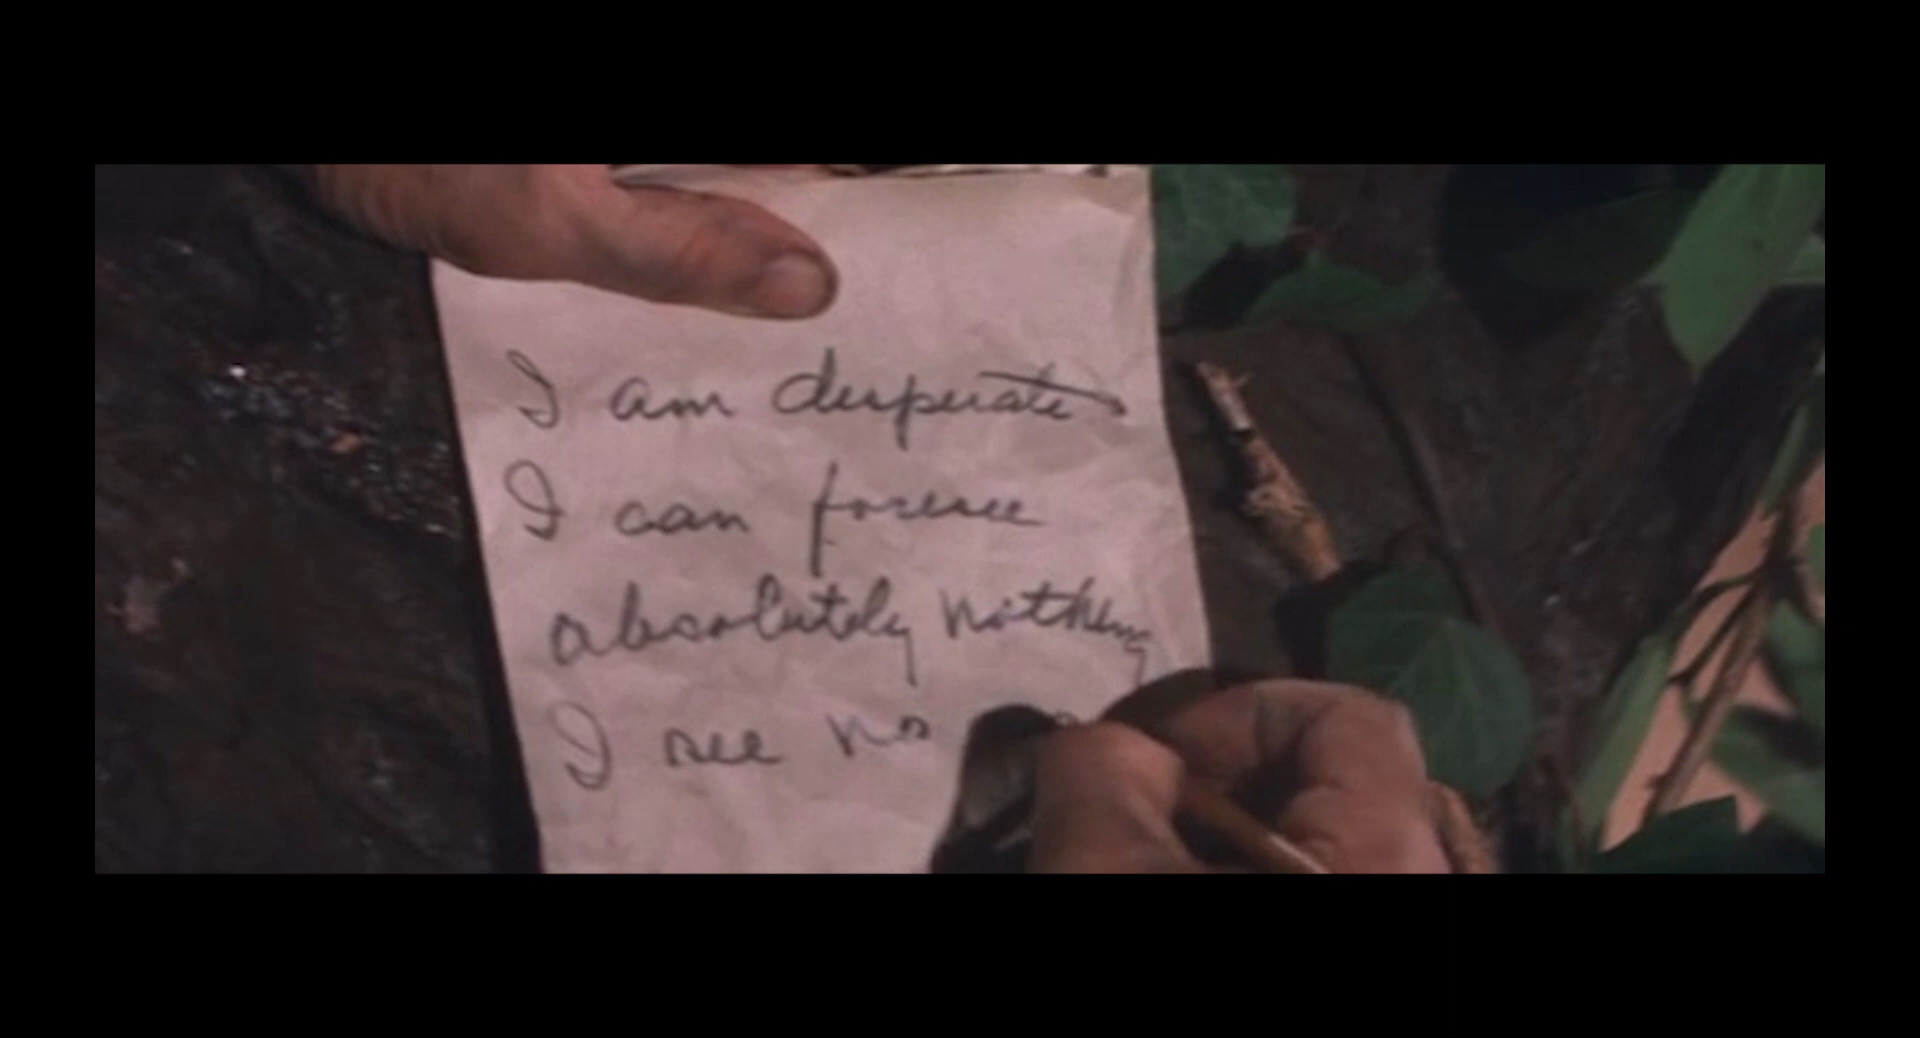 I am desperate
I can foresee
absolutely nothing
I see no